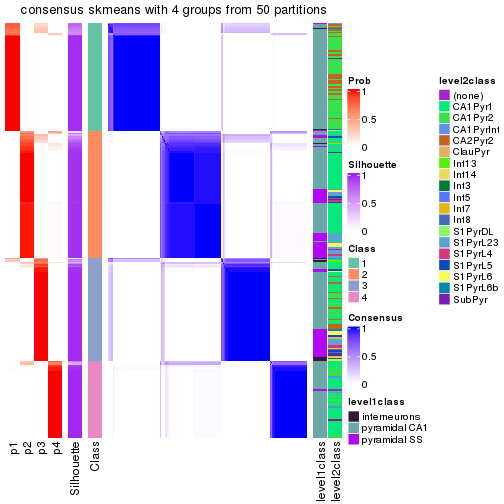 consensus skmeans with 4 groups from 50 partitions
p1
p2
p3
p4
Silhouette
Class
level1class
level2class
Prob
1
0.5
0
Silhouette
1
0.5
0
Class
1
2
3
4
Consensus
1
0.5
0
level1class
interneurons
pyramidal CA1
pyramidal SS
level2class
(none)
CA1Pyr1
CA1Pyr2
CA1PyrInt
CA2Pyr2
ClauPyr
Int13
Int14
Int3
Int5
Int7
Int8
S1PyrDL
S1PyrL23
S1PyrL4
S1PyrL5
S1PyrL6
S1PyrL6b
SubPyr